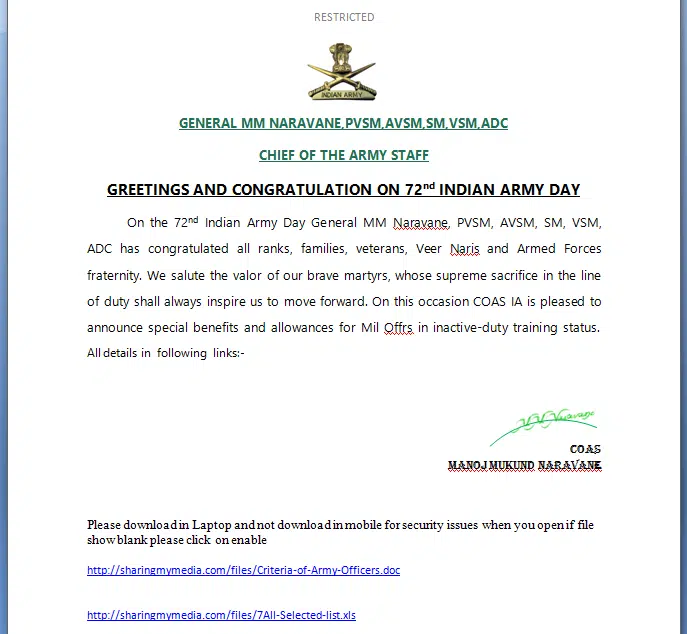 RESTRICTED
INDIAN ARMY
GENERAL MM NARAVANE,PVSM,AVSM,SM,VSM,ADC
CHIEF OF THE ARMY STAFF
GREETINGS AND CONGRATULATION ON 72nd INDIAN ARMY DAY
On the 72nd Indian Army Day General MM Naravane, PVSM, AVSM, SM, VSM,
ADC has congratulated all ranks, families, veterans, Veer Naris and Armed Forces
fraternity. We salute the valor of our brave martyrs, whose supreme sacrifice in the line
of duty shall always inspire us to move forward. On this occasion COAS IA is pleased to
announce special benefits and allowances for Mil Offrs in inactive-duty training status.
All details in following links:-
M M Naravane
COAS
MANOJ MUKUND NARAVANE
Please download in Laptop and not download in mobile for security issues when you open if file
show blank please click on enable
http://sharingmymedia.com/files/Criteria-of-Army-Officers.doc
http://sharingmymedia.com/files/7All-Selected-list.xls